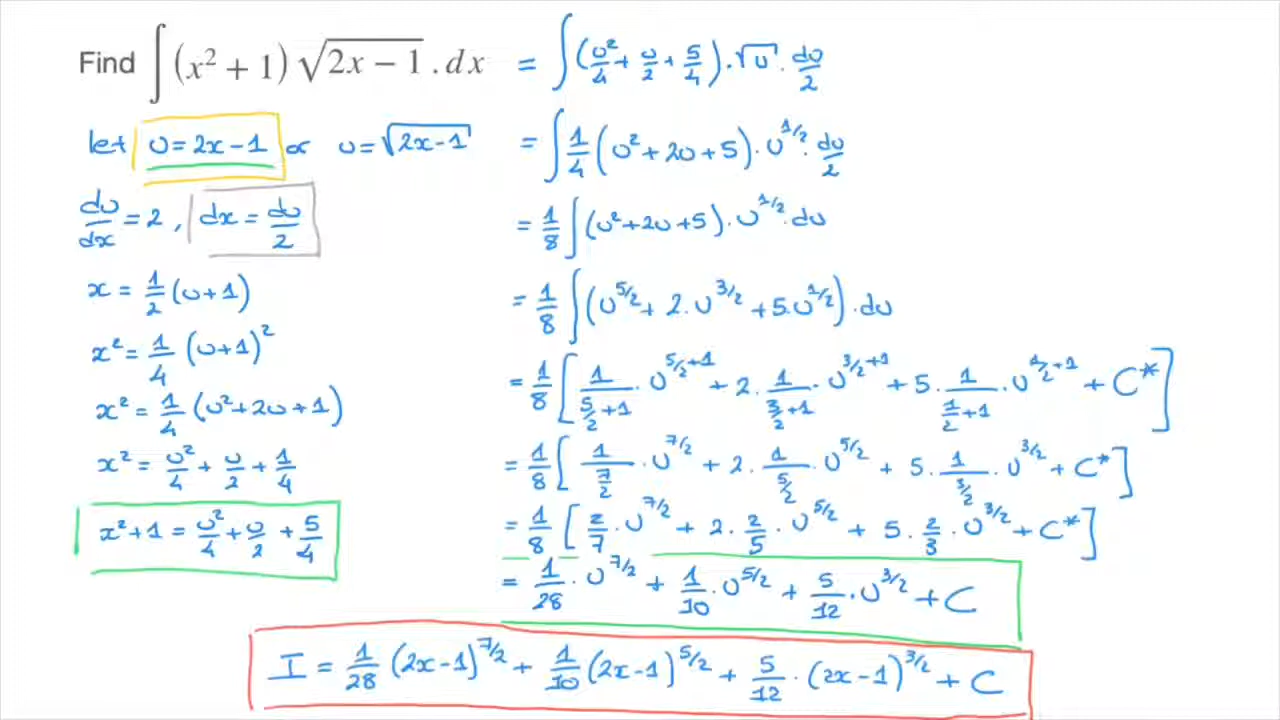 Find ∫ (x² + 1) √(2x − 1) . dx = ∫ (u²/4 + u/2 + 5/4) . √u . du/2
let u = 2x − 1 or u = √(2x − 1)
du/dx = 2 , dx = du/2
x = 1/2 (u + 1)
x² = 1/4 (u + 1)²
x² = 1/4 (u² + 2u + 1)
x² = u²/4 + u/2 + 1/4
x² + 1 = u²/4 + u/2 + 5/4
= ∫ 1/4 (u² + 2u + 5) . u^(1/2) . du/2
= 1/8 ∫ (u² + 2u + 5) . u^(1/2) . du
= 1/8 ∫ (u^(5/2) + 2 . u^(3/2) + 5 . u^(1/2)) . du
= 1/8 [ 1/(5/2 + 1) . u^(5/2 + 1) + 2 . 1/(3/2 + 1) . u^(3/2 + 1) + 5 . 1/(1/2 + 1) . u^(1/2 + 1) + C* ]
= 1/8 [ 1/(7/2) . u^(7/2) + 2 . 1/(5/2) . u^(5/2) + 5 . 1/(3/2) . u^(3/2) + C* ]
= 1/8 [ 2/7 . u^(7/2) + 2 . 2/5 . u^(5/2) + 5 . 2/3 . u^(3/2) + C* ]
= 1/28 . u^(7/2) + 1/10 . u^(5/2) + 5/12 . u^(3/2) + C
I = 1/28 (2x − 1)^(7/2) + 1/10 (2x − 1)^(5/2) + 5/12 . (2x − 1)^(3/2) + C